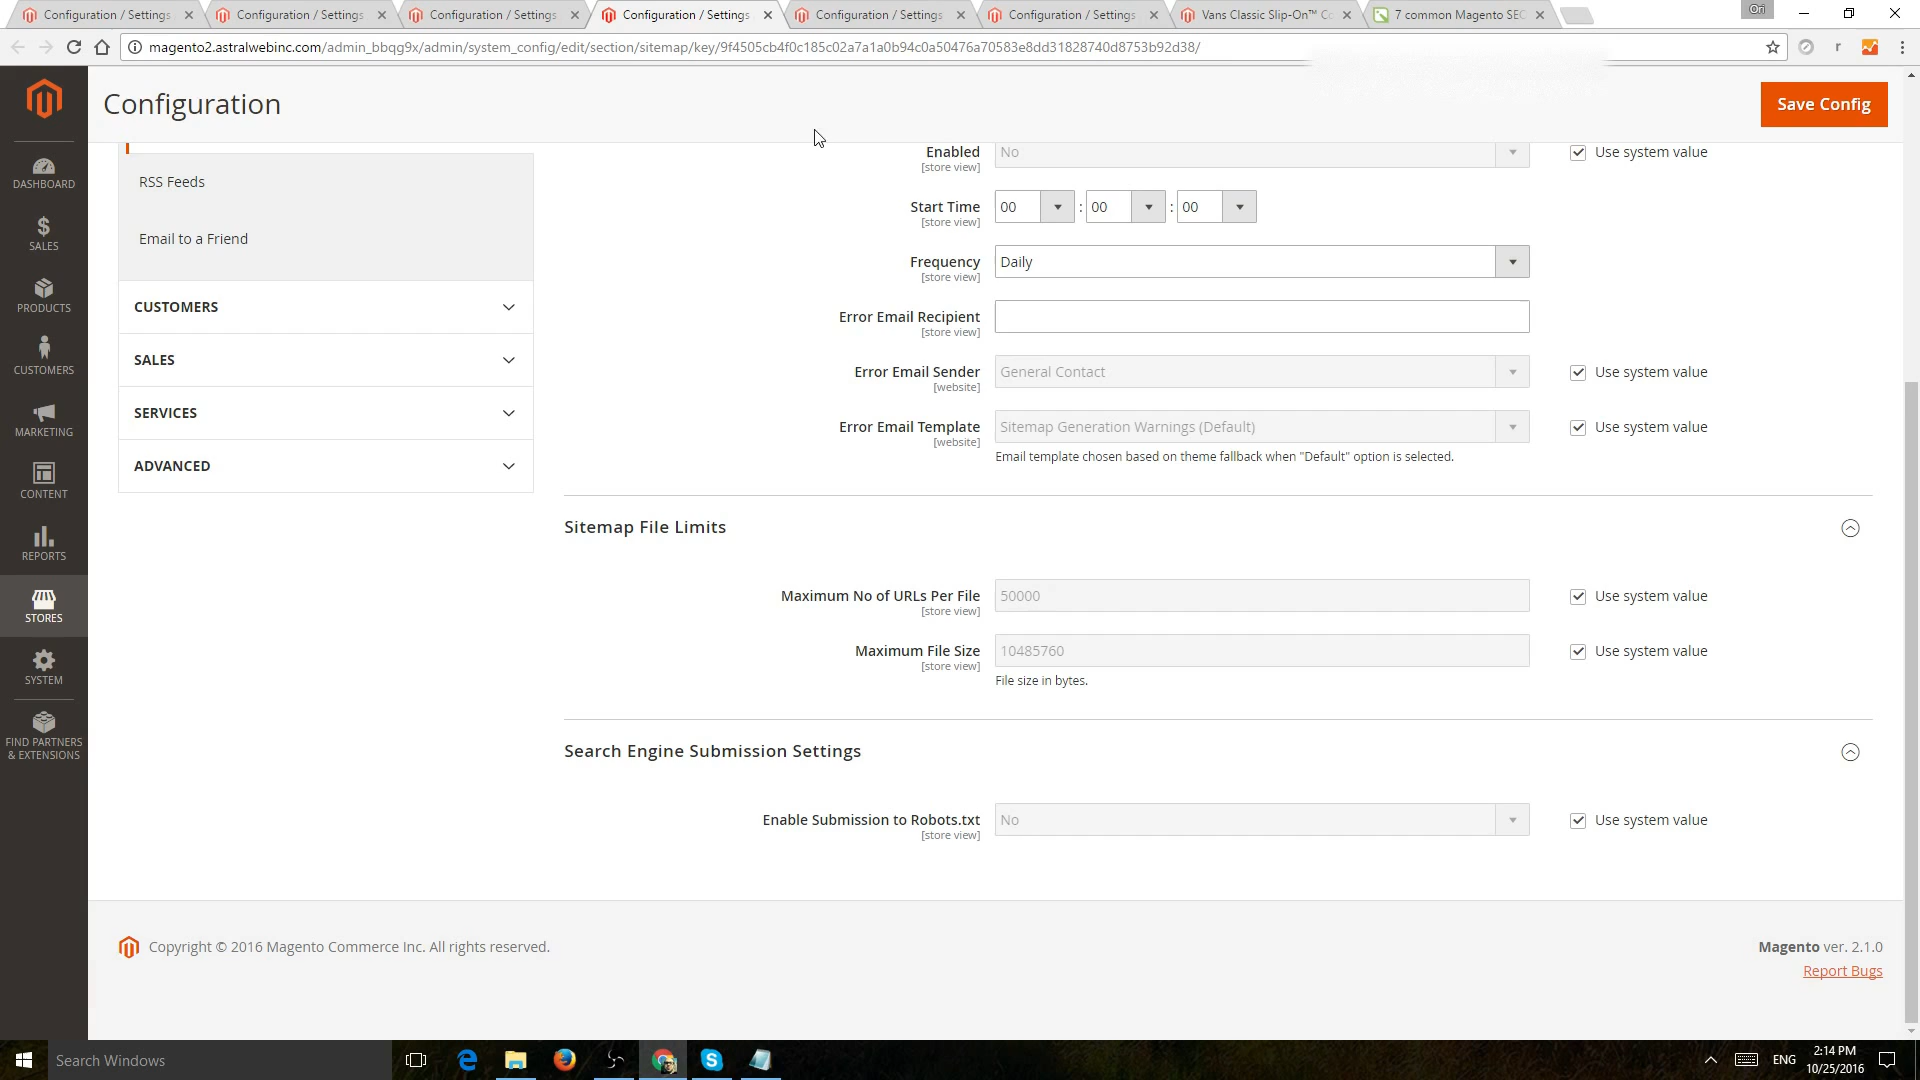 Configuration / Settings
Configuration / Settings
Configuration / Settings
Configuration / Settings
Configuration / Settings
Configuration / Settings
Vans Classic Slip-On™ Co
7 common Magento SEO
Ori
magento2.astralwebinc.com/admin_bbqg9x/admin/system_config/edit/section/sitemap/key/9f4505cb4f0c185c02a7a1a0b94c0a50476a70583e8dd31828740d8753b92d38/
Configuration
Save Config
DASHBOARD
SALES
PRODUCTS
CUSTOMERS
MARKETING
CONTENT
REPORTS
STORES
SYSTEM
FIND PARTNERS
& EXTENSIONS
RSS Feeds
Email to a Friend
CUSTOMERS
SALES
SERVICES
ADVANCED
Enabled
[store view]
No
Use system value
Start Time
[store view]
00 : 00 : 00
Frequency
[store view]
Daily
Error Email Recipient
[store view]
Error Email Sender
[website]
General Contact
Use system value
Error Email Template
[website]
Sitemap Generation Warnings (Default)
Use system value
Email template chosen based on theme fallback when "Default" option is selected.
Sitemap File Limits
Maximum No of URLs Per File
[store view]
50000
Use system value
Maximum File Size
[store view]
10485760
Use system value
File size in bytes.
Search Engine Submission Settings
Enable Submission to Robots.txt
[store view]
No
Use system value
Copyright © 2016 Magento Commerce Inc. All rights reserved.
Magento ver. 2.1.0
Report Bugs
Search Windows
ENG
2:14 PM
10/25/2016